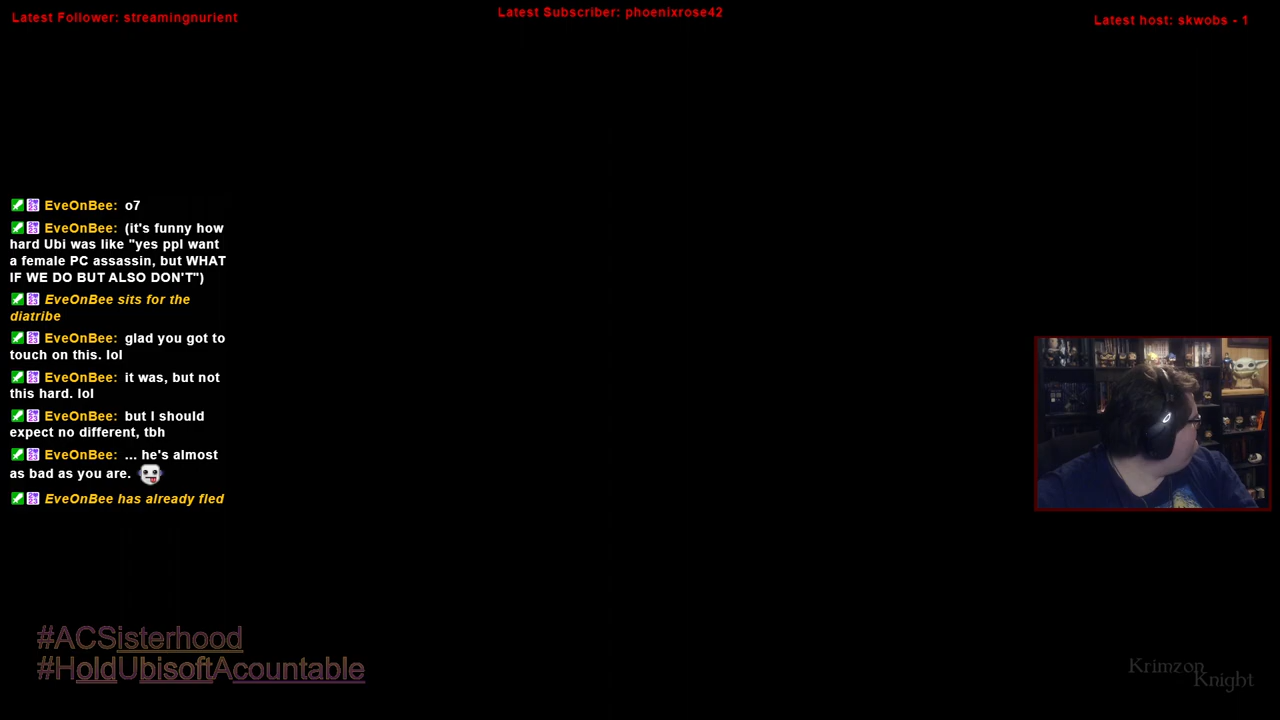 Latest Follower: streamingnurient
Latest Subscriber: phoenixrose42
Latest host: skwobs - 1
EveOnBee: o7
EveOnBee: (it's funny how
hard Ubi was like "yes ppl want
a female PC assassin, but WHAT
IF WE DO BUT ALSO DON'T")
EveOnBee sits for the
diatribe
EveOnBee: glad you got to
touch on this. lol
EveOnBee: it was, but not
this hard. lol
EveOnBee: but I should
expect no different, tbh
EveOnBee: ... he's almost
as bad as you are.
EveOnBee has already fled
#ACSisterhood
#HoldUbisoftAcountable
Krimzon
Knight